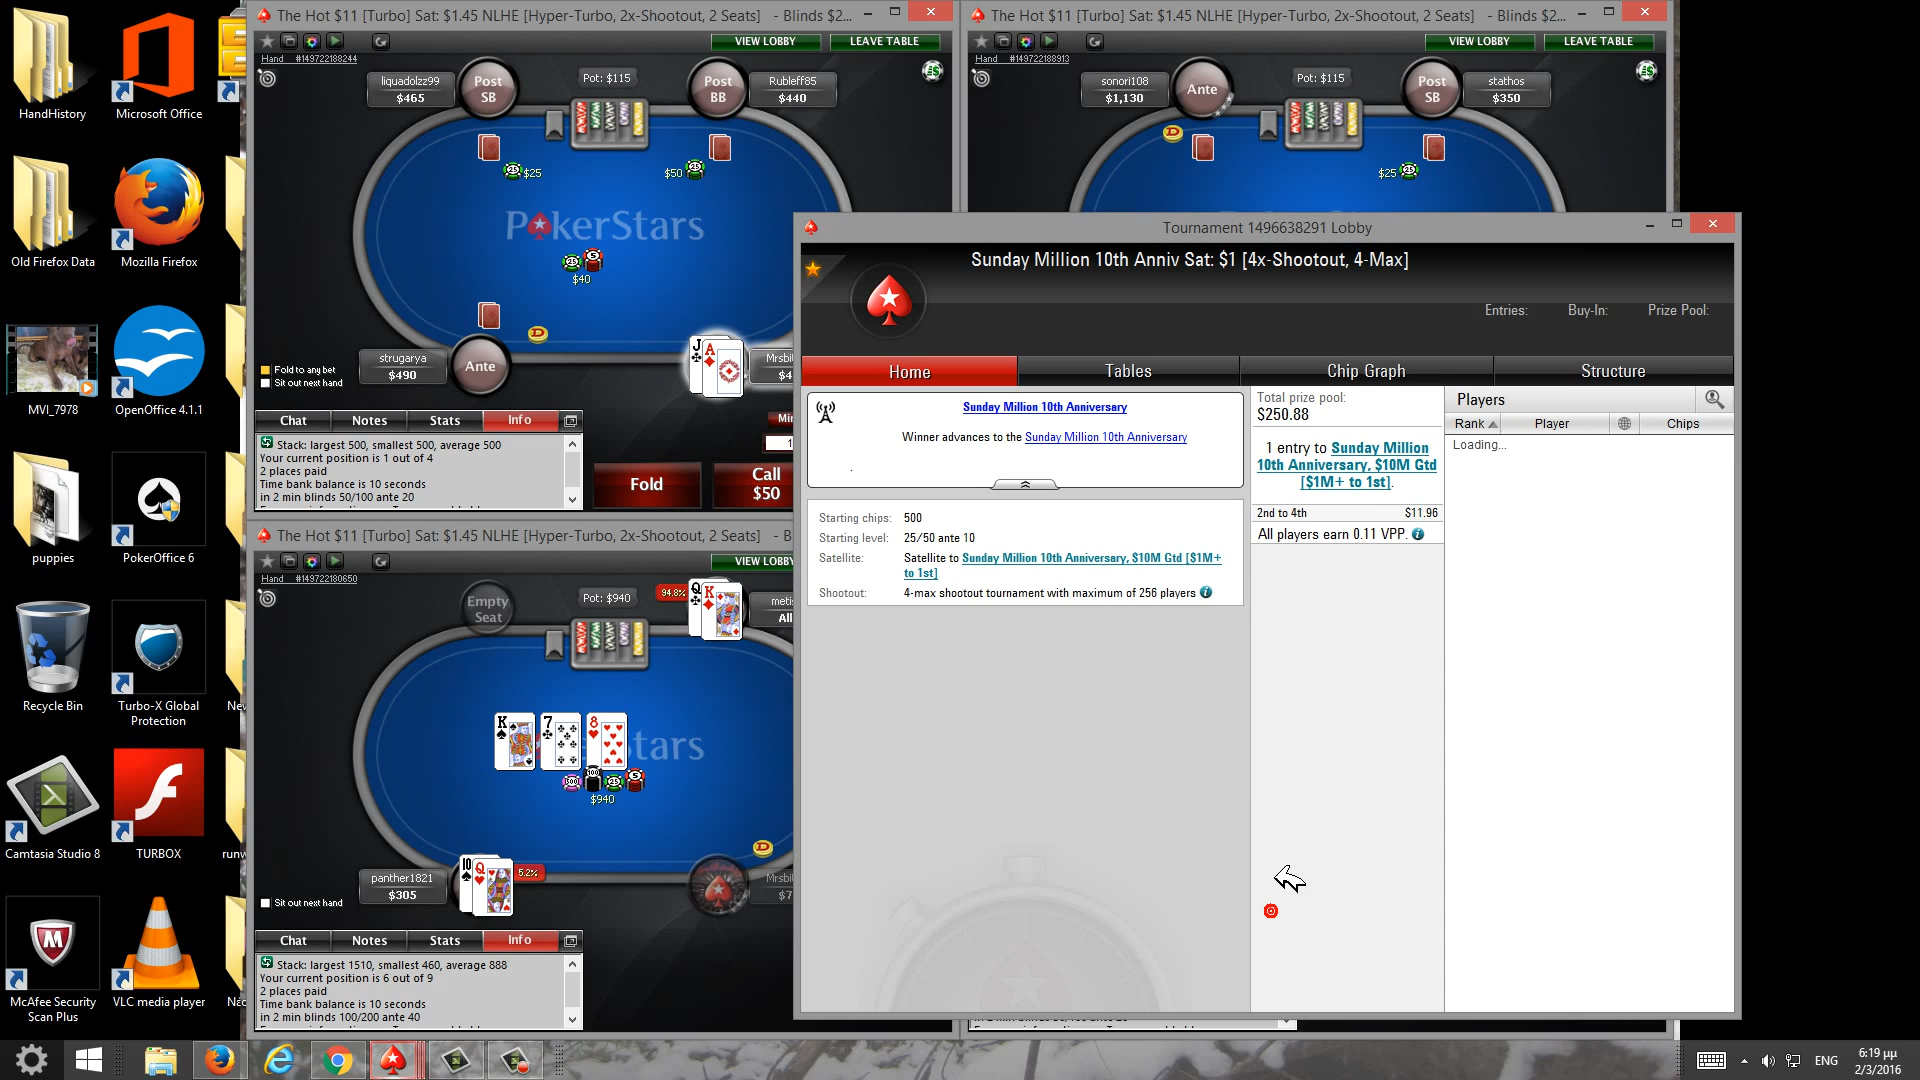 HandHistory
Microsoft Office
Old Firefox Data
Mozilla Firefox
MVI_7978
OpenOffice 4.1.1
puppies
PokerOffice 6
Recycle Bin
Turbo-X Global
Protection
Camtasia Studio 8
TURBOX
McAfee Security
Scan Plus
VLC media player
The Hot $11 [Turbo] Sat: $1.45 NLHE [Hyper-Turbo, 2x-Shootout, 2 Seats] - Blinds $2...
VIEW LOBBY
LEAVE TABLE
Hand #149722188244
liquadolzz99
$465
Post
SB
Pot: $115
Post
BB
Rubleff85
$440
$25
$50
PokerStars
$40
strugarya
$490
Ante
J
A
Mrsbi
$4
Fold to any bet
Sit out next hand
Chat
Notes
Stats
Info
Stack: largest 500, smallest 500, average 500
Your current position is 1 out of 4
2 places paid
Time bank balance is 10 seconds
in 2 min blinds 50/100 ante 20
Fold
Call
$50
The Hot $11 [Turbo] Sat: $1.45 NLHE [Hyper-Turbo, 2x-Shootout, 2 Seats] - Blinds $2...
VIEW LOBBY
LEAVE TABLE
Hand #149722188913
sonori108
$1,130
Ante
Pot: $115
Post
SB
stathos
$350
$25
The Hot $11 [Turbo] Sat: $1.45 NLHE [Hyper-Turbo, 2x-Shootout, 2 Seats] - B
VIEW LOBBY
Hand #149722180650
Empty
Seat
Pot: $940
94.8%
Q
K
meti
All
K
7
8
tars
$940
panther1821
$305
10
Q
5.2%
Mrsbi
$7
Sit out next hand
Chat
Notes
Stats
Info
Stack: largest 1510, smallest 460, average 888
Your current position is 6 out of 9
2 places paid
Time bank balance is 10 seconds
in 2 min blinds 100/200 ante 40
Tournament 1496638291 Lobby
Sunday Million 10th Anniv Sat: $1 [4x-Shootout, 4-Max]
Entries:
Buy-In:
Prize Pool:
Home
Tables
Chip Graph
Structure
Sunday Million 10th Anniversary
Winner advances to the Sunday Million 10th Anniversary
.
Starting chips: 500
Starting level: 25/50 ante 10
Satellite: Satellite to Sunday Million 10th Anniversary, $10M Gtd [$1M+
to 1st]
Shootout: 4-max shootout tournament with maximum of 256 players
Total prize pool:
$250.88
1 entry to Sunday Million
10th Anniversary, $10M Gtd
[$1M+ to 1st].
2nd to 4th $11.96
All players earn 0.11 VPP.
Players
Rank
Player
Chips
Loading...
ENG
6:19 μμ
2/3/2016